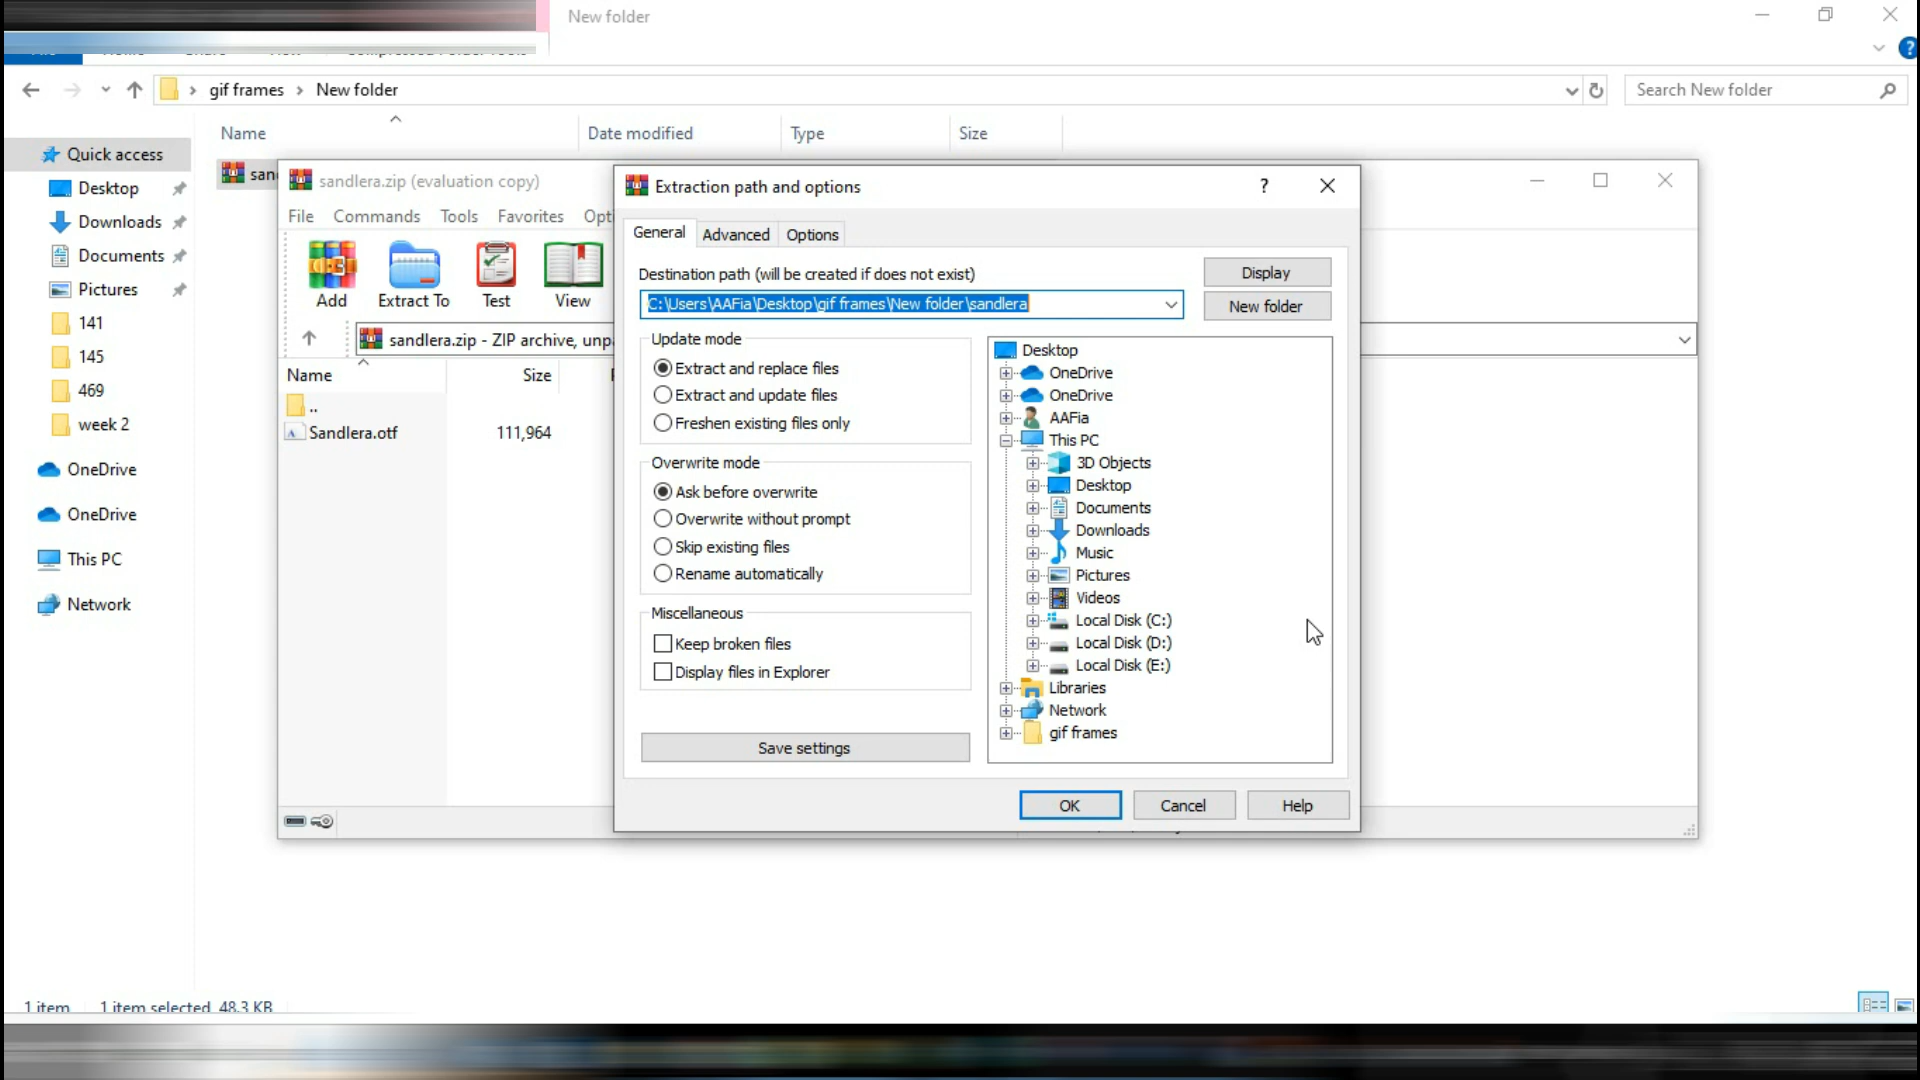 New folder
gif frames > New folder
Search New folder
Name
Date modified
Type
Size
Quick access
Desktop
Downloads
Documents
Pictures
141
145
469
week 2
OneDrive
OneDrive
This PC
Network
san
sandlera.zip (evaluation copy)
File Commands Tools Favorites Opti
Add
Extract To
Test
View
sandlera.zip - ZIP archive, unpa
Name
Size
..
Sandlera.otf
111,964
Extraction path and options
?
General
Advanced
Options
Destination path (will be created if does not exist)
Display
C:\Users\AAFia\Desktop\gif frames\New folder\sandlera
New folder
Update mode
Extract and replace files
Extract and update files
Freshen existing files only
Overwrite mode
Ask before overwrite
Overwrite without prompt
Skip existing files
Rename automatically
Miscellaneous
Keep broken files
Display files in Explorer
Save settings
Desktop
OneDrive
OneDrive
AAFia
This PC
3D Objects
Desktop
Documents
Downloads
Music
Pictures
Videos
Local Disk (C:)
Local Disk (D:)
Local Disk (E:)
Libraries
Network
gif frames
OK
Cancel
Help
1 item
1 item selected 48.3 KB